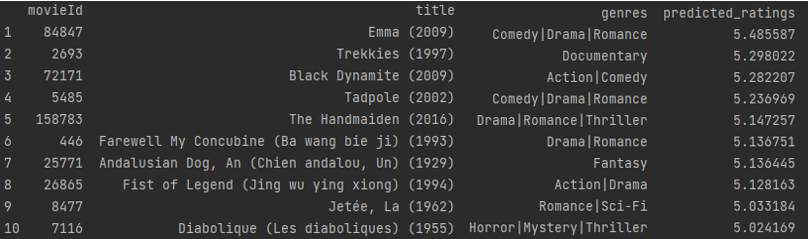 movieId title genres predicted_ratings
1 84847 Emma (2009) Comedy|Drama|Romance 5.485587
2 2693 Trekkies (1997) Documentary 5.298022
3 72171 Black Dynamite (2009) Action|Comedy 5.282207
4 5485 Tadpole (2002) Comedy|Drama|Romance 5.236969
5 158783 The Handmaiden (2016) Drama|Romance|Thriller 5.147257
6 446 Farewell My Concubine (Ba wang bie ji) (1993) Drama|Romance 5.136751
7 25771 Andalusian Dog, An (Chien andalou, Un) (1929) Fantasy 5.136445
8 26865 Fist of Legend (Jing wu ying xiong) (1994) Action|Drama 5.128163
9 8477 Jetée, La (1962) Romance|Sci-Fi 5.033184
10 7116 Diabolique (Les diaboliques) (1955) Horror|Mystery|Thriller 5.024169